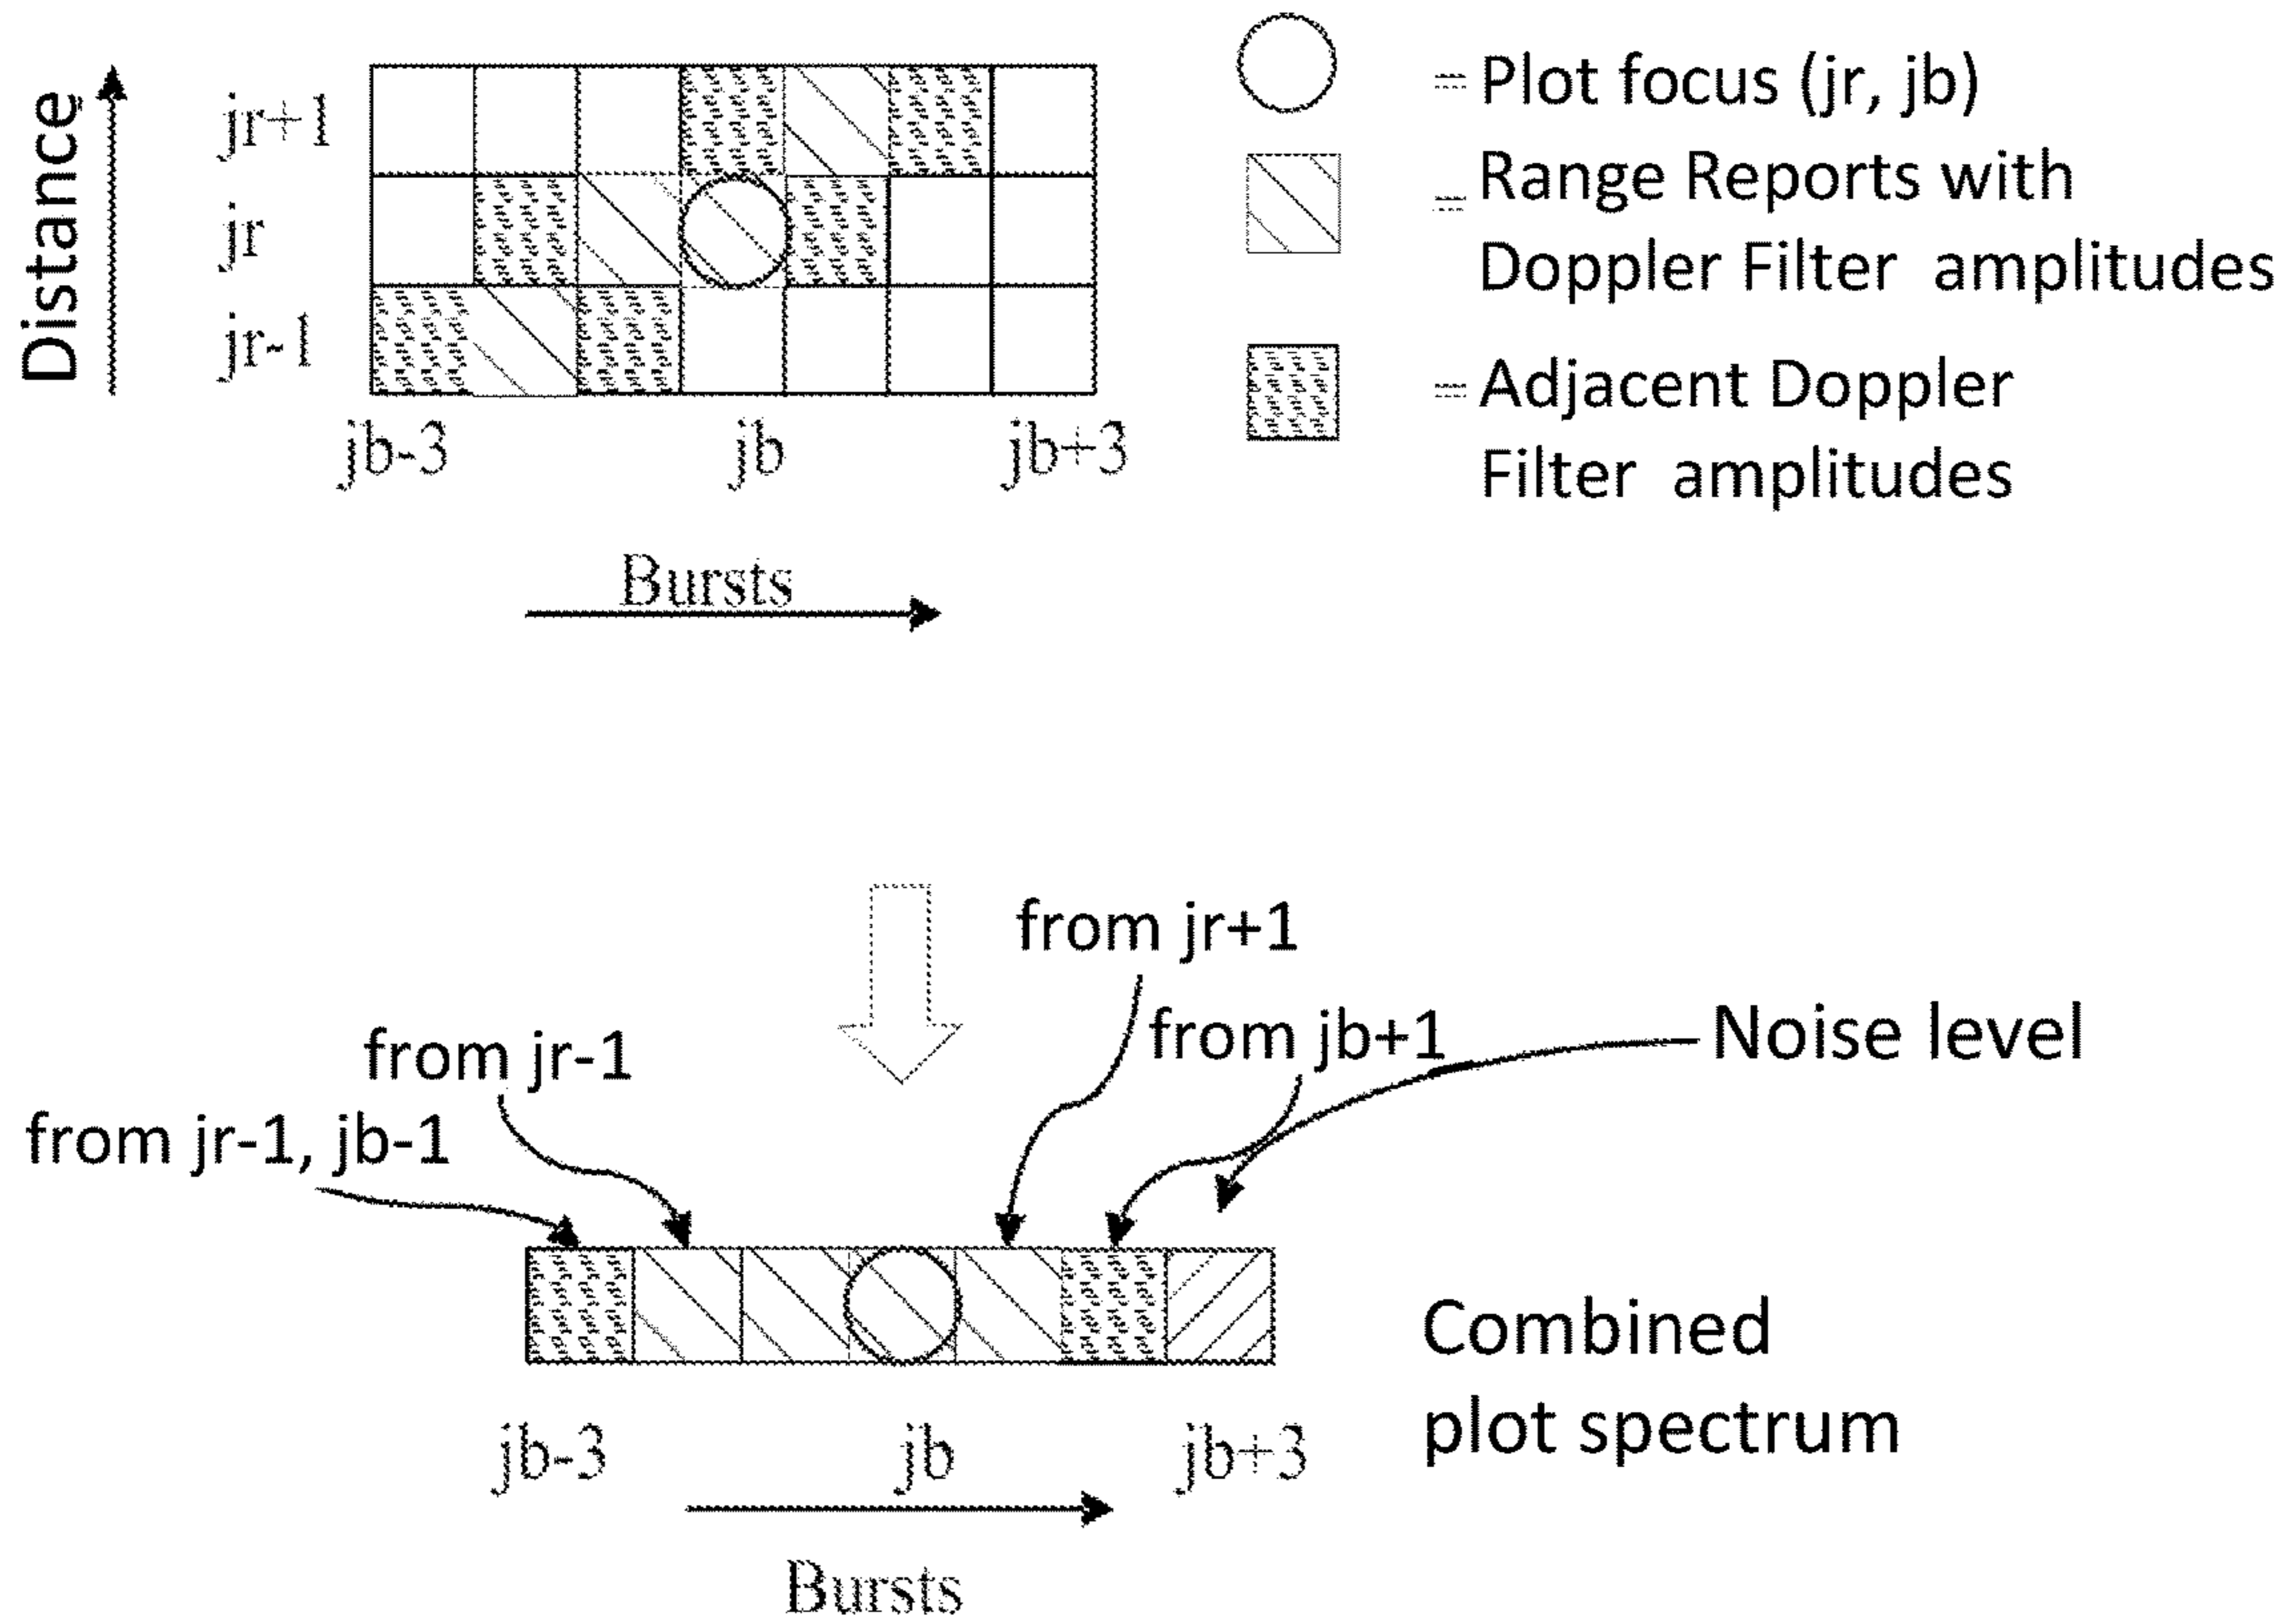 Distance
jr+1
jr
jr-1
jb-3 jb jb+3
Bursts
= Plot focus (jr, jb)
= Range Reports with
Doppler Filter amplitudes
= Adjacent Doppler
Filter amplitudes
from jr+1
from jb+1
Noise level
from jr-1
from jr-1, jb-1
Combined
plot spectrum
jb-3 jb jb+3
Bursts